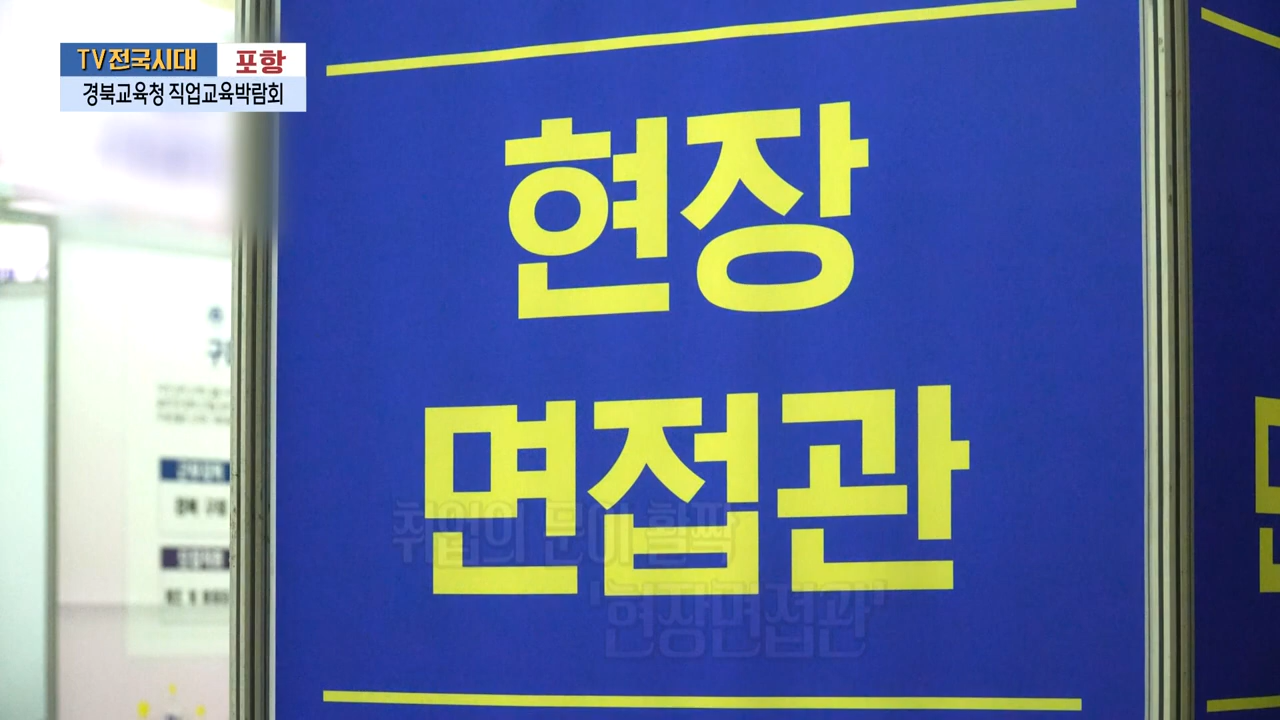 TV전국시대 포항
경북교육청 직업교육박람회
현장
면접관
취업의 문이 활짝
'현장면접관'